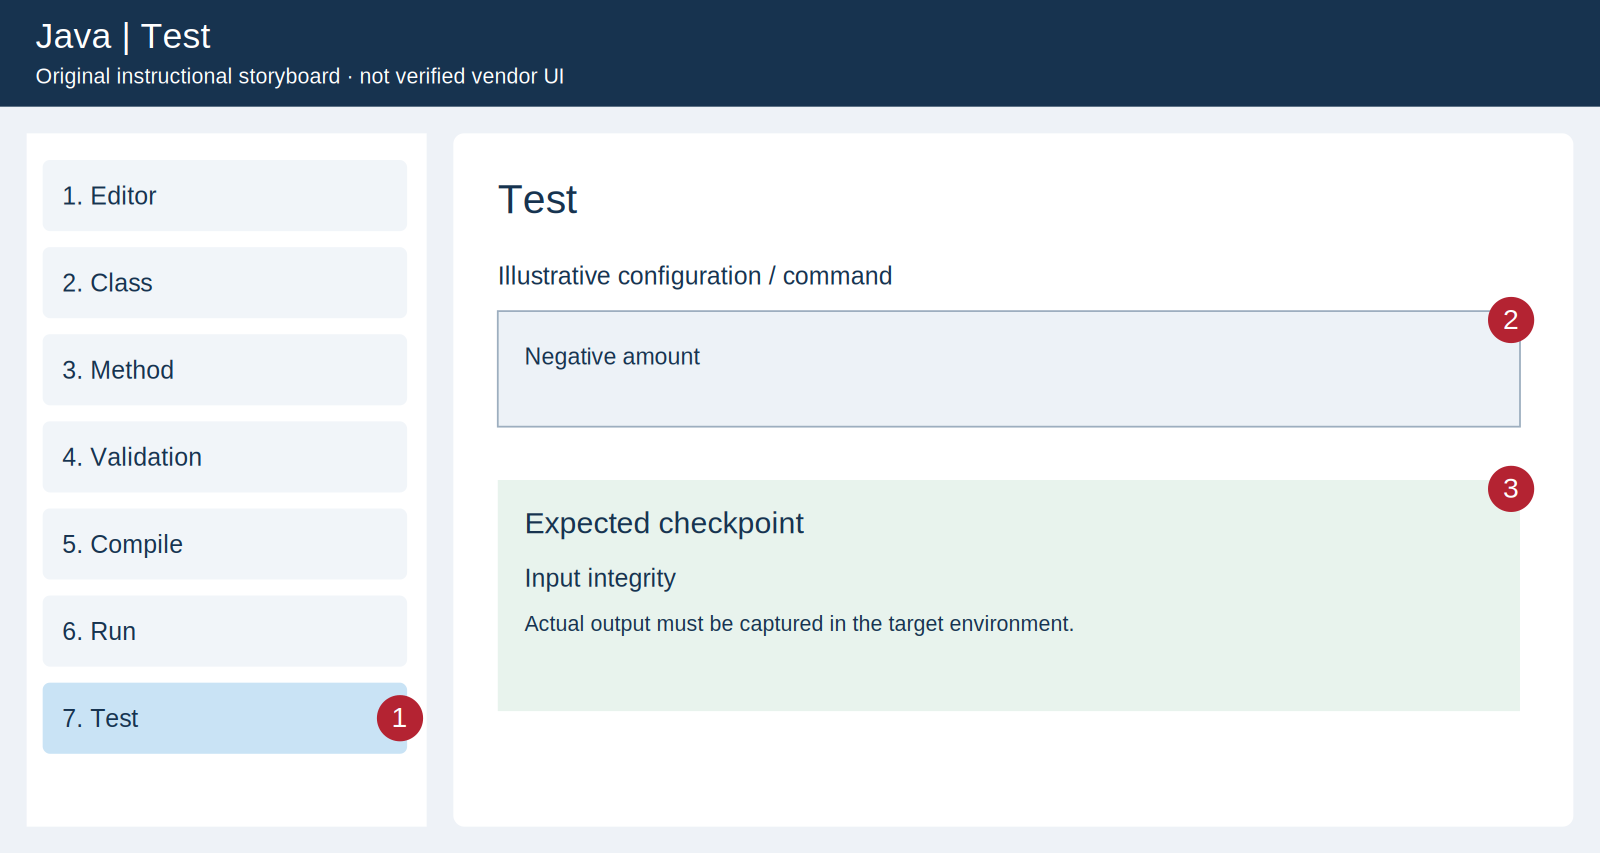 Java | Test
Original instructional storyboard · not verified vendor UI
1. Editor
2. Class
3. Method
4. Validation
5. Compile
6. Run
7. Test
1
Test
Illustrative configuration / command
2
Negative amount
3
Expected checkpoint
Input integrity
Actual output must be captured in the target environment.